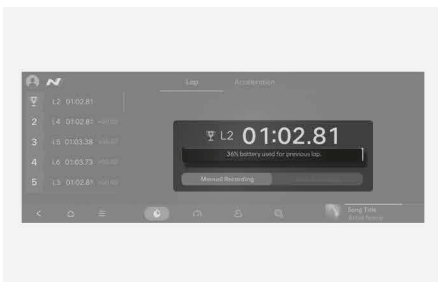 Lap Acceleration
L2 01:02.81
2 L4 01:02.81
3 L5 01:03.38
4 L6 01:03.73
5 L3 01:02.81
L2 01:02.81
36% battery used for previous lap.
Manual Recording
Song Title